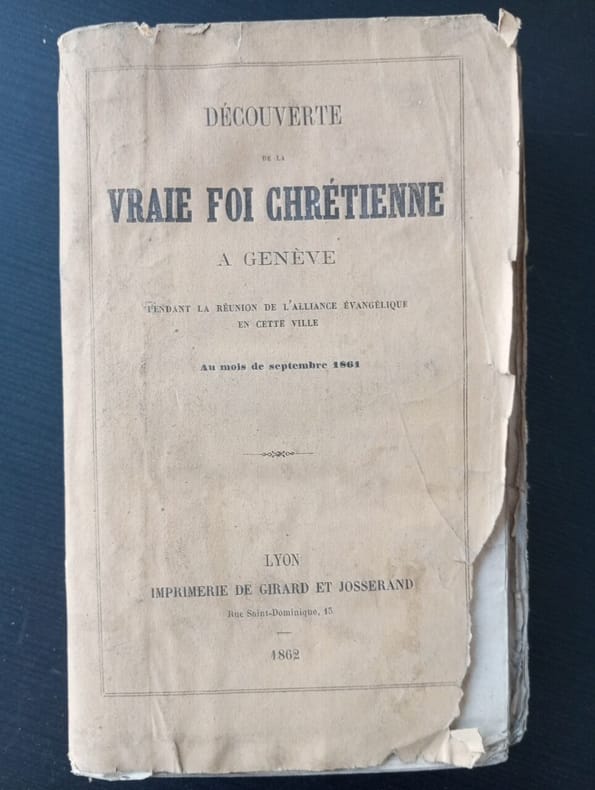 DÉCOUVERTE
DE LA
VRAIE FOI CHRÉTIENNE
A GENÈVE
PENDANT LA RÉUNION DE L'ALLIANCE ÉVANGÉLIQUE
EN CETTE VILLE
Au mois de septembre 1861
LYON
IMPRIMERIE DE GIRARD ET JOSSERAND
Rue Saint-Dominique, 13
1862